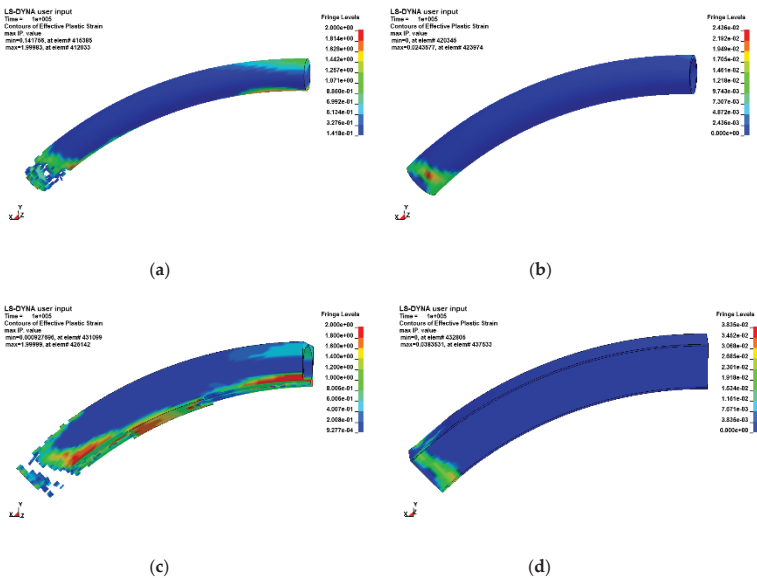 LS-DYNA user input
Time = 1e+005
Contours of Effective Plastic Strain
max IP. value
min=0.141766, at elem# 416385
max=1.99983, at elem# 412633
Fringe Levels
2.000e+00
1.814e+00
1.628e+00
1.442e+00
1.257e+00
1.071e+00
8.850e-01
6.992e-01
5.134e-01
3.276e-01
1.418e-01
Y
X Z
(a)
LS-DYNA user input
Time = 1e+005
Contours of Effective Plastic Strain
max IP. value
min=0, at elem# 420345
max=0.0243577, at elem# 423974
Fringe Levels
2.436e-02
2.192e-02
1.949e-02
1.705e-02
1.461e-02
1.218e-02
9.743e-03
7.307e-03
4.872e-03
2.436e-03
0.000e+00
Y
X Z
(b)
LS-DYNA user input
Time = 1e+005
Contours of Effective Plastic Strain
max IP. value
min=0.000927696, at elem# 431099
max=1.99999, at elem# 426142
Fringe Levels
2.000e+00
1.800e+00
1.600e+00
1.400e+00
1.200e+00
1.000e+00
8.006e-01
6.006e-01
4.007e-01
2.008e-01
9.277e-04
Y
X Z
(c)
LS-DYNA user input
Time = 1e+005
Contours of Effective Plastic Strain
max IP. value
min=0, at elem# 432805
max=0.0383531, at elem# 437533
Fringe Levels
3.835e-02
3.452e-02
3.068e-02
2.685e-02
2.301e-02
1.918e-02
1.534e-02
1.151e-02
7.671e-03
3.835e-03
0.000e+00
Y
X Z
(d)